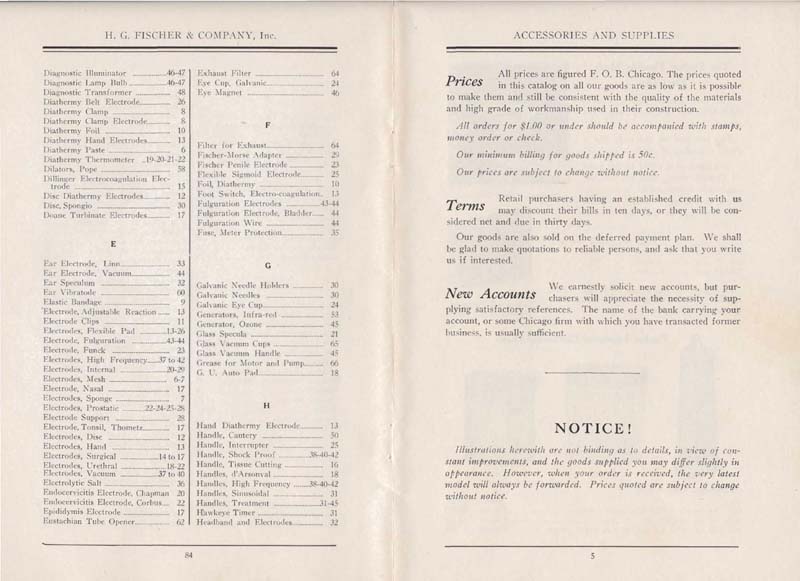 H. G. FISCHER & COMPANY, Inc.
Diagnostic Illuminator ................46-47
Diagnostic Lamp Bulb................46-47
Diagnostic Transformer ................ 48
Diathermy Belt Electrode................ 26
Diathermy Clamp ................ 8
Diathermy Clamp Electrode................ 8
Diathermy Foil ................ 10
Diathermy Hand Electrodes................ 13
Diathermy Paste ................ 6
Diathermy Thermometer ..19-20-21-22
Dilators, Pope ................ 58
Dillinger Electrocoagulation Elec-
trode ................ 15
Disc Diathermy Electrodes................ 12
Disc, Spongio ................ 30
Doane Turbinate Electrodes................ 17
E
Ear Electrode, Linn................ 33
Ear Electrode, Vacuum................ 44
Ear Speculum ................ 32
Ear Vibratode ................ 60
Elastic Bandage ................ 9
Electrode, Adjustable Reaction ...... 13
Electrode Clips ................ 11
Electrodes, Flexible Pad ................13-26
Electrode, Fulguration ................43-44
Electrode, Funck ................ 23
Electrodes, High Frequency......37 to 42
Electrodes, Internal ................20-29
Electrodes, Mesh ................ 6-7
Electrode, Nasal ................ 17
Electrodes, Sponge ................ 7
Electrodes, Prostatic ..........22-24-25-28
Electrode Support ................ 28
Electrode, Tonsil, Thometz.......... 17
Electrodes, Disc ................ 12
Electrodes, Hand ................ 13
Electrodes, Surgical ................14 to 17
Electrodes, Urethral ................18-22
Electrodes, Vacuum ................37 to 40
Electrolytic Salt ................ 36
Endocervicitis Electrode, Chapman 20
Endocervicitis Electrode, Corbus.... 22
Epididymis Electrode ................ 17
Eustachian Tube Opener................ 62
Exhaust Filter ................ 64
Eye Cup, Galvanic................ 24
Eye Magnet ................ 46
F
Filter for Exhaust................ 64
Fischer-Morse Adapter ................ 29
Fischer Penile Electrode ................ 23
Flexible Sigmoid Electrode................ 25
Foil, Diathermy ................ 10
Foot Switch, Electro-coagulation.. 13
Fulguration Electrodes ................43-44
Fulguration Electrode, Bladder...... 44
Fulguration Wire ................ 44
Fuse, Meter Protection................ 35
G
Galvanic Needle Holders ................ 30
Galvanic Needles ................ 30
Galvanic Eye Cup................ 24
Generators, Infra-red ................ 53
Generator, Ozone ................ 45
Glass Specula ................ 21
Glass Vacuum Cups ................ 65
Glass Vacuum Handle ................ 45
Grease for Motor and Pump........ 66
G. U. Auto Pad................ 18
H
Hand Diathermy Electrode................ 13
Handle, Cautery ................ 50
Handle, Interrupter ................ 25
Handle, Shock Proof ................38-40-42
Handle, Tissue Cutting ................ 16
Handles, d'Arsonval ................ 18
Handles, High Frequency ........38-40-42
Handles, Sinusoidal ................ 31
Handles, Treatment ................31-45
Hawkeye Timer ................ 31
Headband and Electrodes................ 32
84
ACCESSORIES AND SUPPLIES
Prices All prices are figured F. O. B. Chicago. The prices quoted
in this catalog on all our goods are as low as it is possible
to make them and still be consistent with the quality of the materials
and high grade of workmanship used in their construction.
All orders for $1.00 or under should be accompanied with stamps,
money order or check.
Our minimum billing for goods shipped is 50c.
Our prices are subject to change without notice.
Terms Retail purchasers having an established credit with us
may discount their bills in ten days, or they will be con-
sidered net and due in thirty days.
Our goods are also sold on the deferred payment plan. We shall
be glad to make quotations to reliable persons, and ask that you write
us if interested.
New Accounts We earnestly solicit new accounts, but pur-
chasers will appreciate the necessity of sup-
plying satisfactory references. The name of the bank carrying your
account, or some Chicago firm with which you have transacted former
business, is usually sufficient.
NOTICE!
Illustrations herewith are not binding as to details, in view of con-
stant improvements, and the goods supplied you may differ slightly in
appearance. However, when your order is received, the very latest
model will always be forwarded. Prices quoted are subject to change
without notice.
5